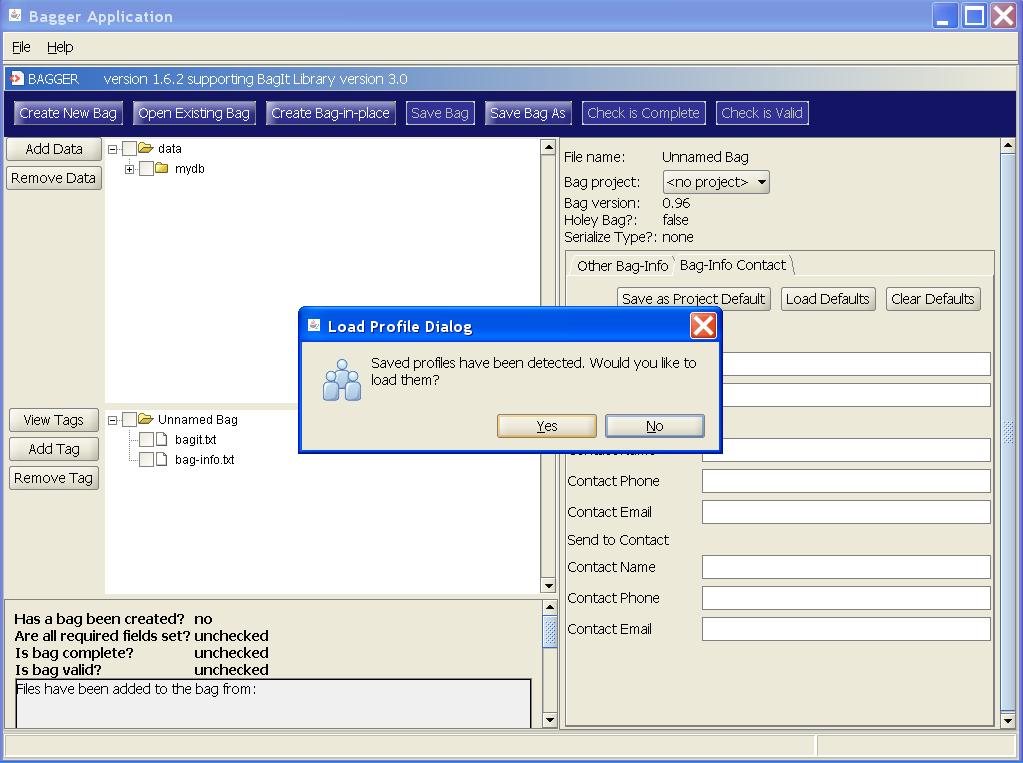 Bagger Application
File Help
BAGGER version 1.6.2 supporting BagIt Library version 3.0
Create New Bag Open Existing Bag Create Bag-in-place Save Bag Save Bag As Check is Complete Check is Valid
Add Data
Remove Data
data
mydb
File name: Unnamed Bag
Bag project: <no project>
Bag version: 0.96
Holey Bag?: false
Serialize Type?: none
Other Bag-Info Bag-Info Contact
Save as Project Default Load Defaults Clear Defaults
Load Profile Dialog
Saved profiles have been detected. Would you like to
load them?
Yes No
View Tags
Add Tag
Remove Tag
Unnamed Bag
bagit.txt
bag-info.txt
Contact Phone
Contact Email
Send to Contact
Contact Name
Contact Phone
Contact Email
Has a bag been created? no
Are all required fields set? unchecked
Is bag complete? unchecked
Is bag valid? unchecked
Files have been added to the bag from: